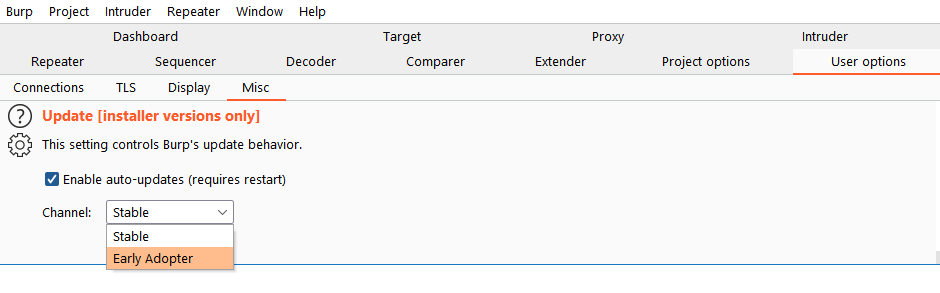 Burp Project Intruder Repeater Window Help
Dashboard Target Proxy Intruder
Repeater Sequencer Decoder Comparer Extender Project options User options
Connections TLS Display Misc
? Update [installer versions only]
This setting controls Burp's update behavior.
Enable auto-updates (requires restart)
Channel: Stable
Stable
Early Adopter